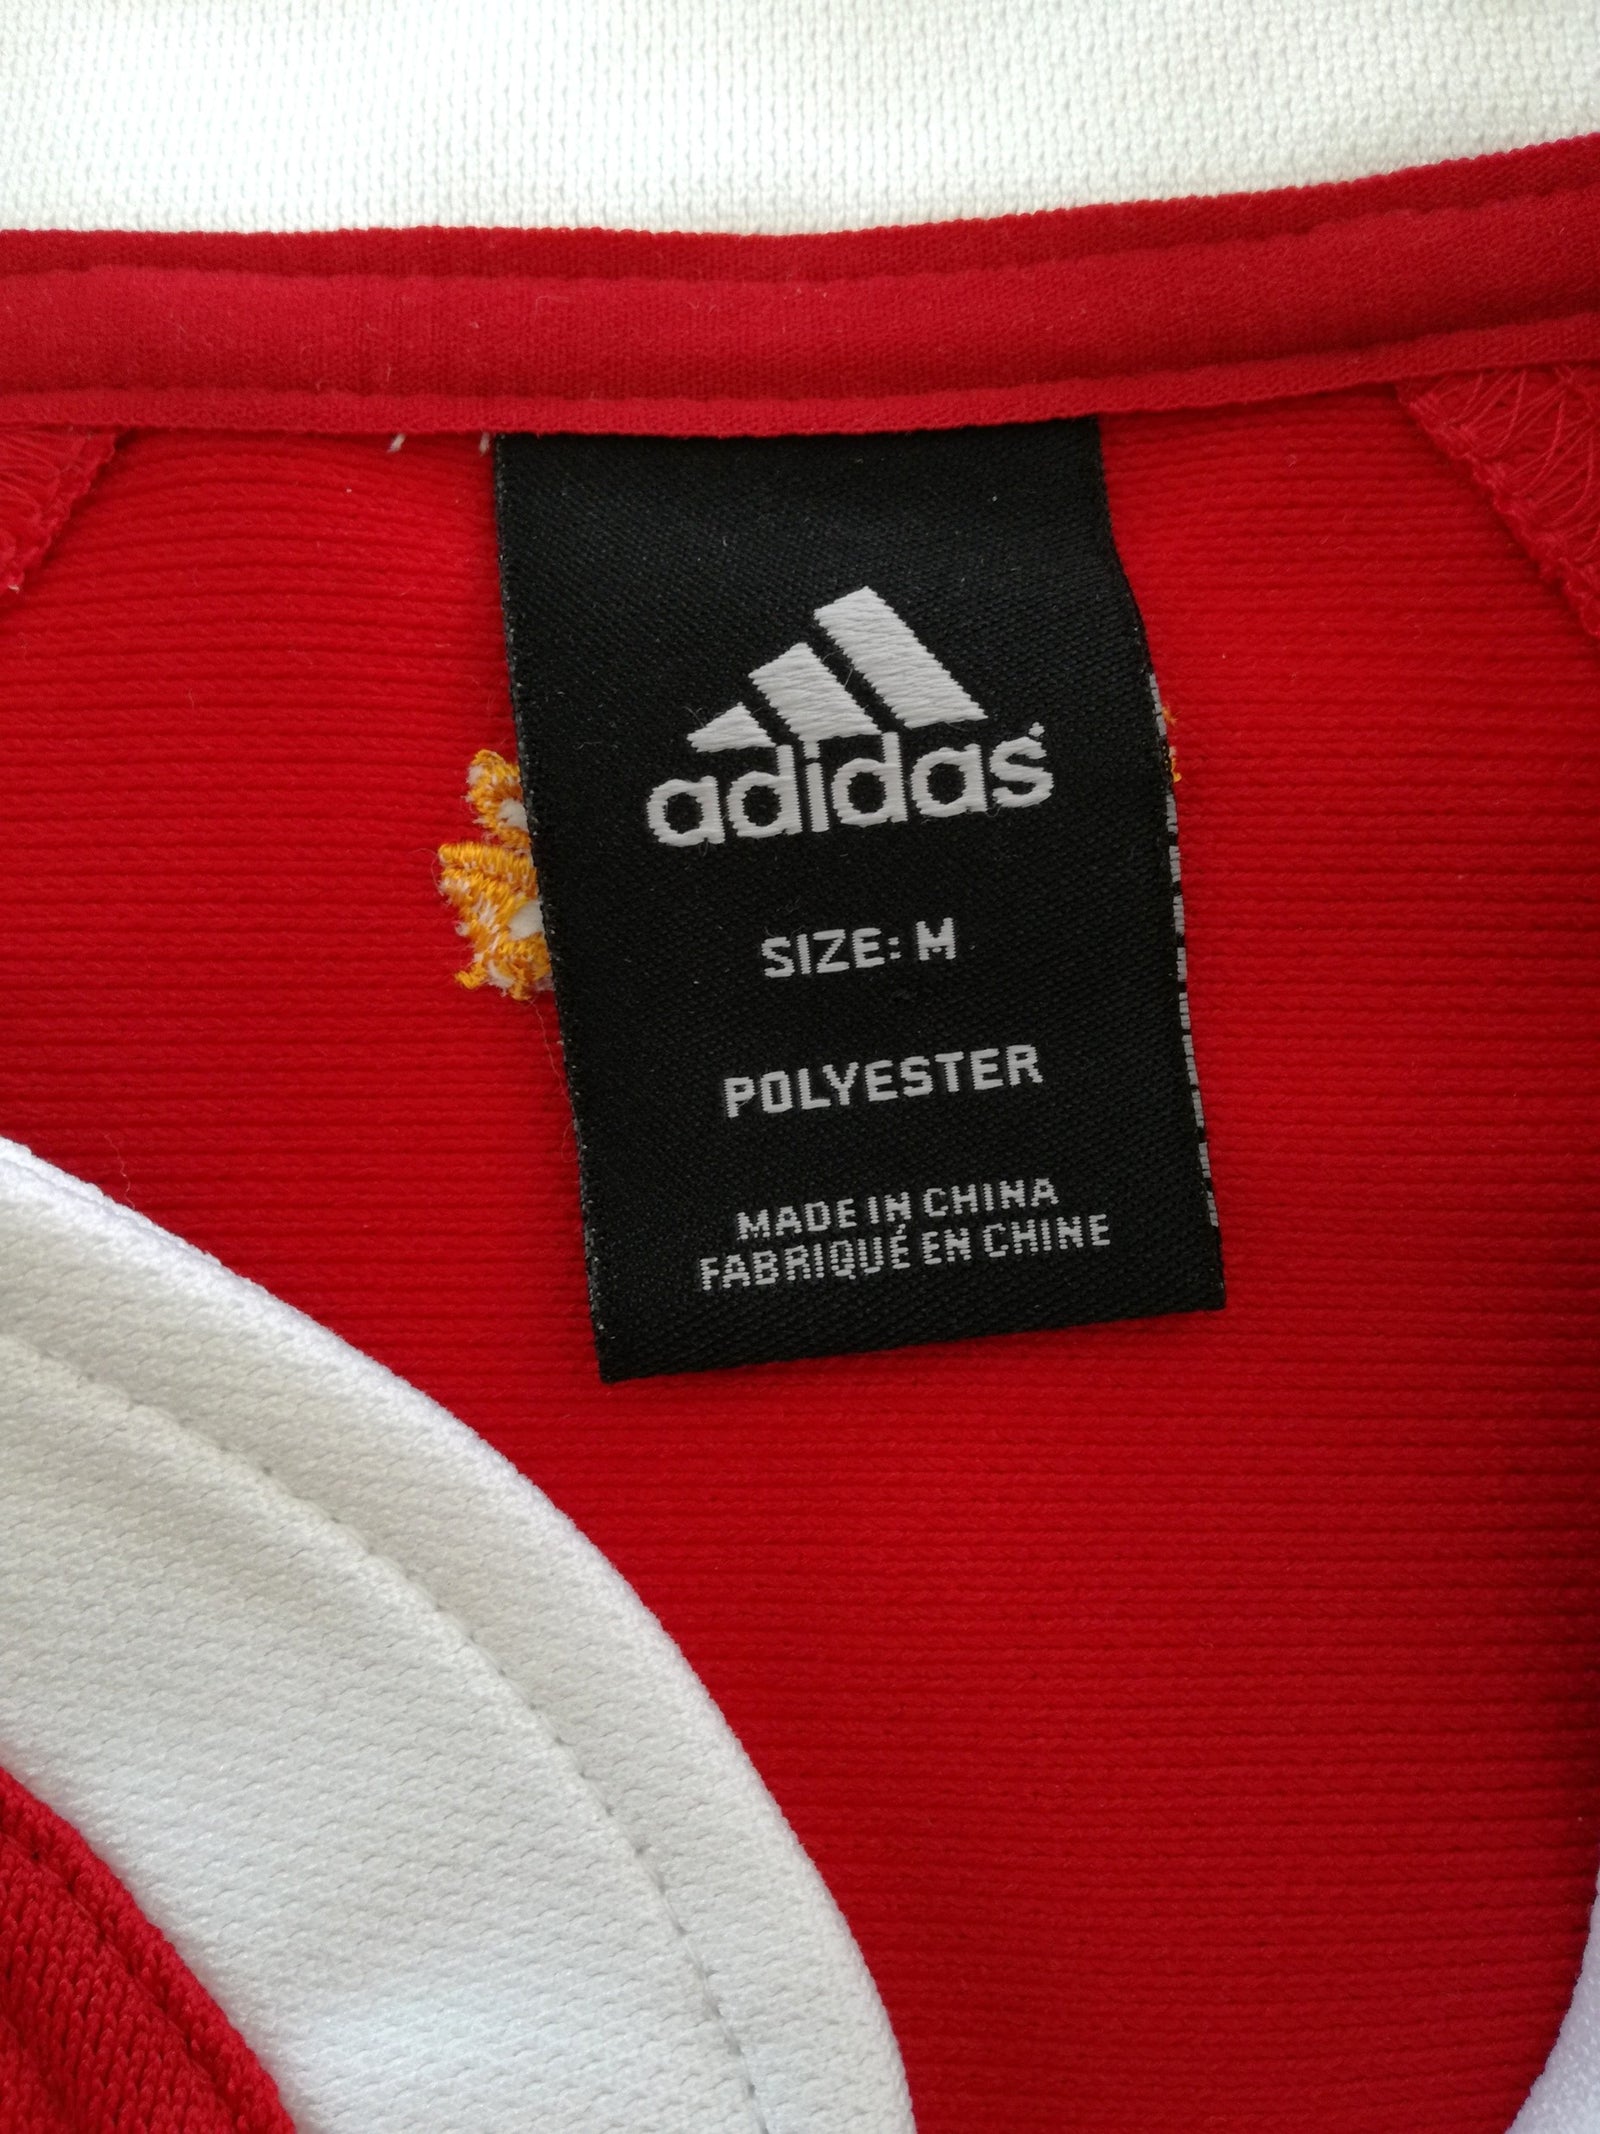 adidas
SIZE: M
POLYESTER
MADE IN CHINA
FABRIQUÉ EN CHINE